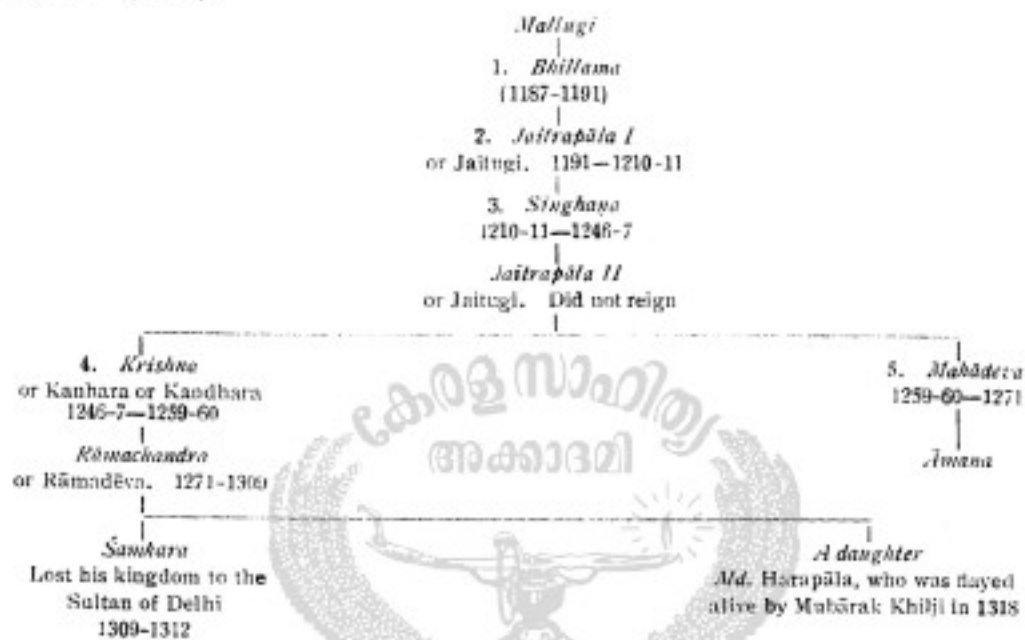 Mallugi
1. Bhillama
(1187-1191)
2. Jaitrapāla I
or Jaitugi. 1191—1210-11
3. Singhaṇa
1210-11—1246-7
Jaitrapāla II
or Jaitugi. Did not reign
4. Krishna
or Kanhara or Kandhara
1246-7—1259-60
5. Mahādeva
1259-60—1271
Rāmachandra
or Rāmadēva. 1271-1309
Āmana
Śaṃkara
Lost his kingdom to the
Sultan of Delhi
1309-1312
A daughter
Md. Harapāla, who was flayed
alive by Mubārak Khilji in 1318
കേരള സാഹിത്യ
അക്കാദമി